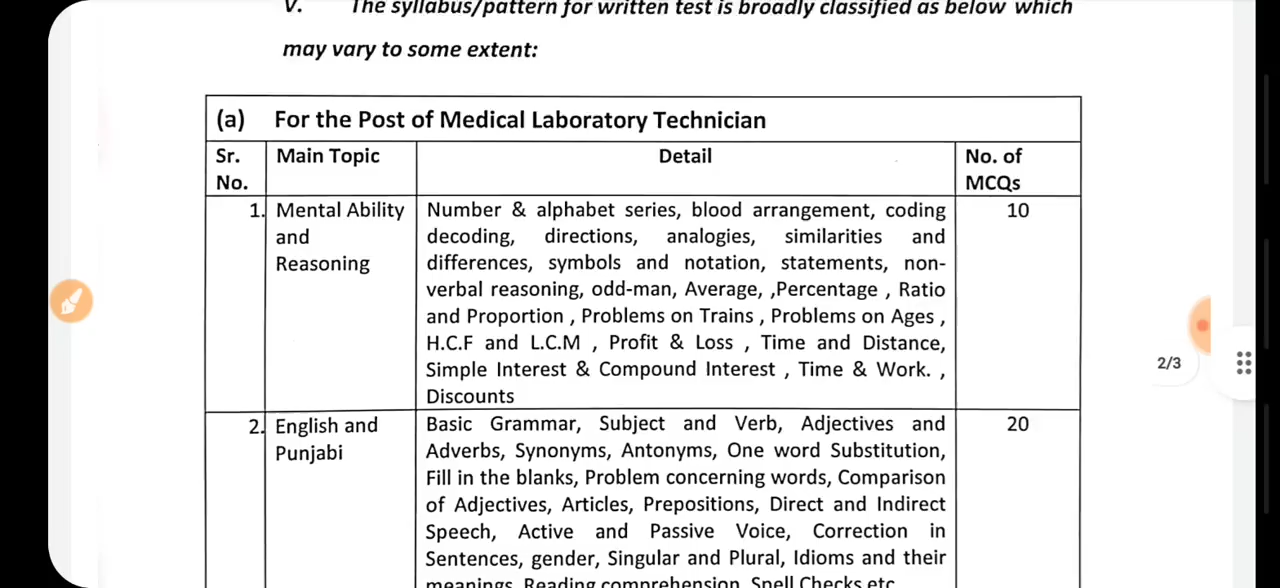 V. The syllabus/pattern for written test is broadly classified as below which
may vary to some extent:
(a) For the Post of Medical Laboratory Technician
Sr. No. Main Topic Detail No. of MCQs
1. Mental Ability and Reasoning
Number & alphabet series, blood arrangement, coding
decoding, directions, analogies, similarities and
differences, symbols and notation, statements, non-
verbal reasoning, odd-man, Average, ,Percentage , Ratio
and Proportion , Problems on Trains , Problems on Ages ,
H.C.F and L.C.M , Profit & Loss , Time and Distance,
Simple Interest & Compound Interest , Time & Work. ,
Discounts
10
2. English and Punjabi
Basic Grammar, Subject and Verb, Adjectives and
Adverbs, Synonyms, Antonyms, One word Substitution,
Fill in the blanks, Problem concerning words, Comparison
of Adjectives, Articles, Prepositions, Direct and Indirect
Speech, Active and Passive Voice, Correction in
Sentences, gender, Singular and Plural, Idioms and their
meanings, Reading comprehension, Spell Checks etc
20
2/3